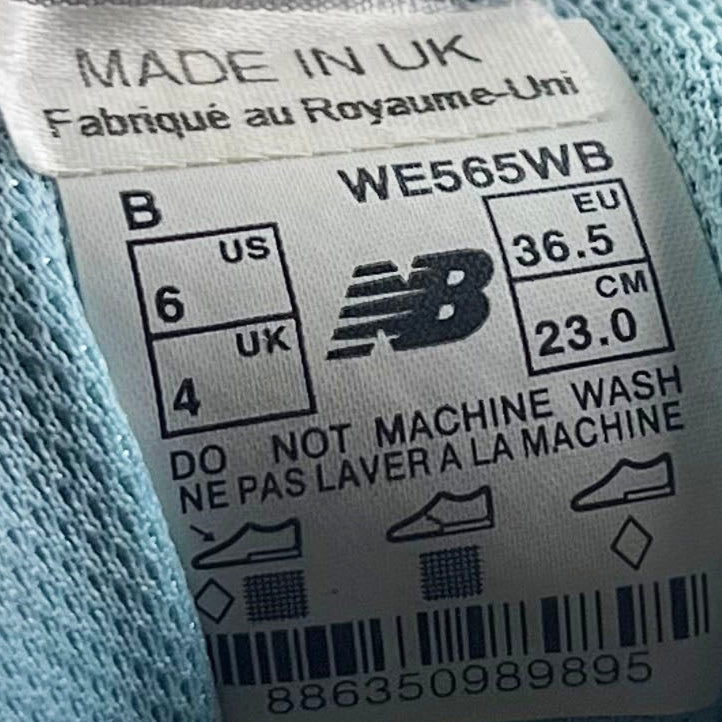 MADE IN UK
Fabriqué au Royaume-Uni
B WE565WB
US
6
UK
4
NB
EU
36.5
CM
23.0
DO NOT MACHINE WASH
NE PAS LAVER A LA MACHINE
886350989895